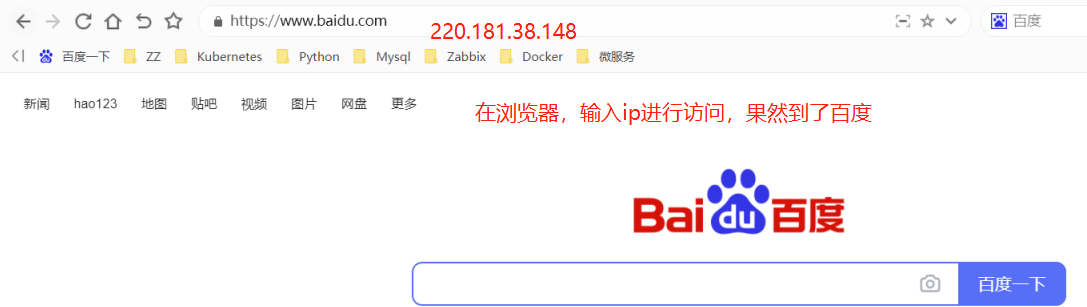 https://www.baidu.com
百度
220.181.38.148
百度一下 ZZ Kubernetes Python Mysql Zabbix Docker 微服务
新闻 hao123 地图 贴吧 视频 图片 网盘 更多
在浏览器，输入ip进行访问，果然到了百度
Bai du 百度
百度一下